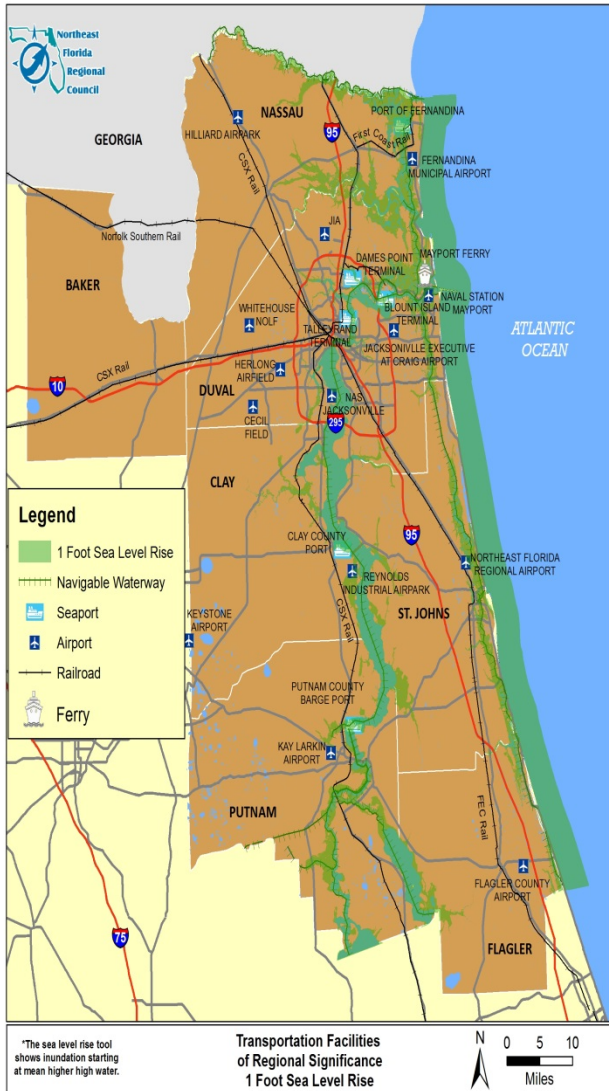 Northeast
Florida
Regional
Council
GEORGIA
NASSAU
HILLIARD AIRPARK
CSX Rail
95
PORT OF FERNANDINA
First Coast Rail
FERNANDINA
MUNICIPAL AIRPORT
Norfolk Southern Rail
JIA
BAKER
DAMES POINT
TERMINAL
MAYPORT FERRY
WHITEHOUSE
NOLF
TALLEYRAND
TERMINAL
BLOUNT ISLAND
TERMINAL
NAVAL STATION
MAYPORT
ATLANTIC
OCEAN
JACKSONVILLE EXECUTIVE
AT CRAIG AIRPORT
CSX Rail
10
HERLONG
AIRFIELD
DUVAL
CECIL
FIELD
NAS
JACKSONVILLE
295
CLAY
Legend
1 Foot Sea Level Rise
Navigable Waterway
Seaport
Airport
Railroad
Ferry
CLAY COUNTY
PORT
95
NORTHEAST FLORIDA
REGIONAL AIRPORT
REYNOLDS
INDUSTRIAL AIRPARK
CSX Rail
ST. JOHNS
KEYSTONE
AIRPORT
PUTNAM COUNTY
BARGE PORT
KAY LARKIN
AIRPORT
PUTNAM
FEC Rail
FLAGLER COUNTY
AIRPORT
75
FLAGLER
*The sea level rise tool
shows inundation starting
at mean higher high water.
Transportation Facilities
of Regional Significance
1 Foot Sea Level Rise
N
0 5 10
Miles